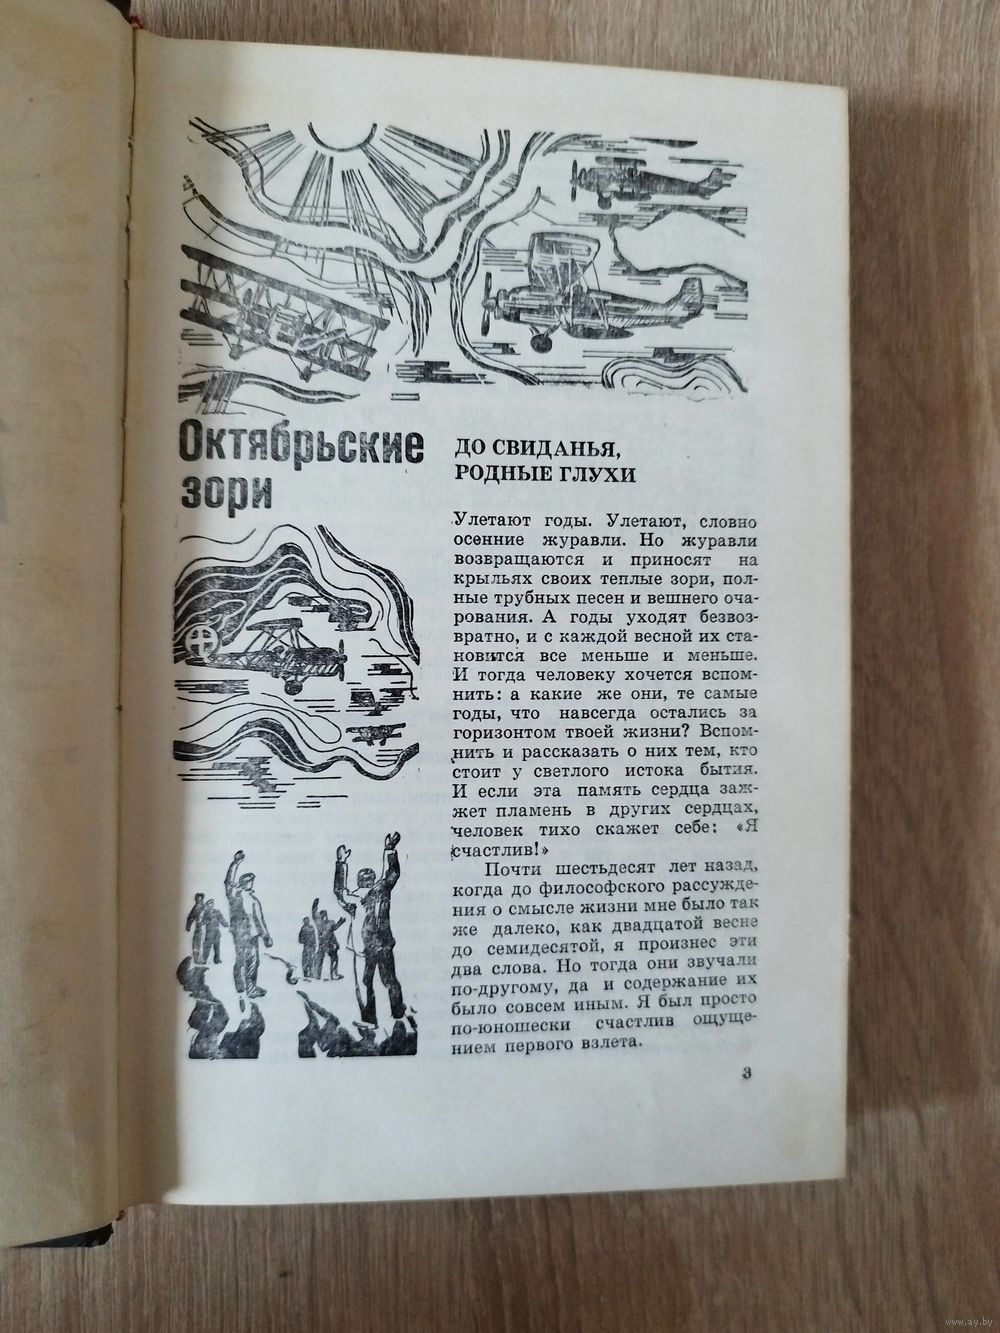 Октябрьские
зори
ДО СВИДАНЬЯ,
РОДНЫЕ ГЛУХИ
Улетают годы. Улетают, словно
осенние журавли. Но журавли
возвращаются и приносят на
крыльях своих теплые зори, пол-
ные трубных песен и вешнего оча-
рования. А годы уходят безвоз-
вратно, и с каждой весной их ста-
новится все меньше и меньше.
И тогда человеку хочется вспом-
нить: а какие же они, те самые
годы, что навсегда остались за
горизонтом твоей жизни? Вспом-
нить и рассказать о них тем, кто
стоит у светлого истока бытия.
И если эта память сердца заж-
жет пламень в других сердцах,
человек тихо скажет себе: «Я
счастлив!»
Почти шестьдесят лет назад,
когда до философского рассужде-
ния о смысле жизни мне было так
же далеко, как двадцатой весне
до семидесятой, я произнес эти
два слова. Но тогда они звучали
по-другому, да и содержание их
было совсем иным. Я был просто
по-юношески счастлив ощуще-
нием первого взлета.
3
www.ay.by